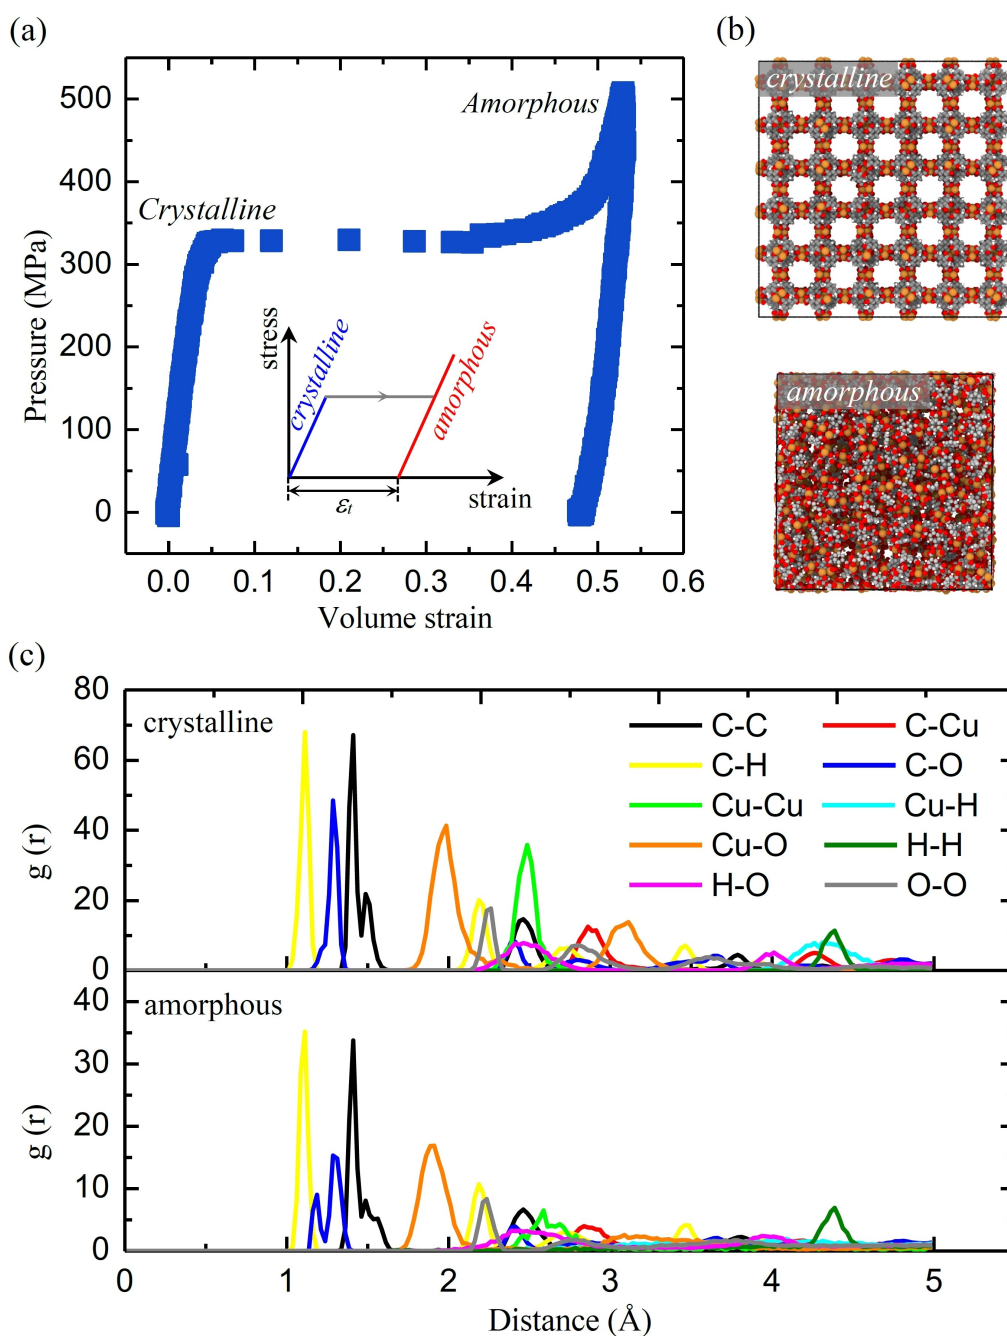 (a)
(b)
Pressure (MPa)
500
400
300
200
100
0
Crystalline
Amorphous
stress
crystalline
amorphous
strain
εt
0.0 0.1 0.2 0.3 0.4 0.5 0.6
Volume strain
crystalline
amorphous
(c)
g (r)
80
60
40
20
0
crystalline
C-C C-Cu
C-H C-O
Cu-Cu Cu-H
Cu-O H-H
H-O O-O
g (r)
40
30
20
10
0
amorphous
0 1 2 3 4 5
Distance (Å)